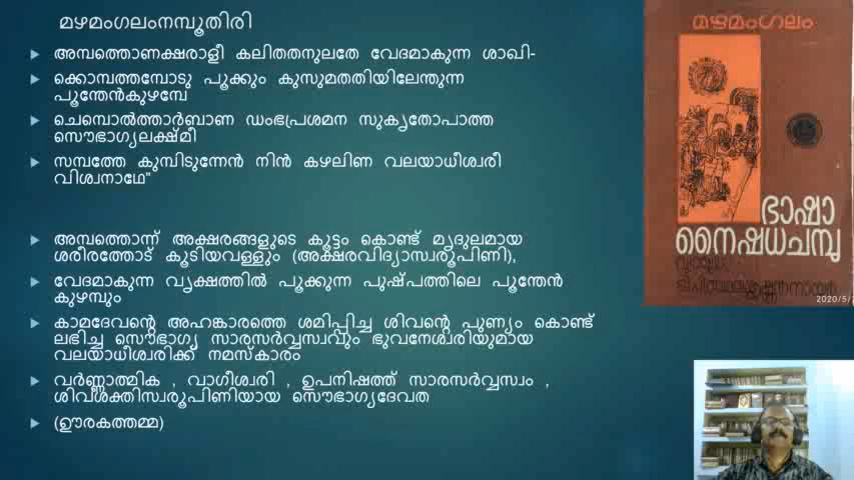 മഴമംഗലംനമ്പൂതിരി
അമ്പത്തൊണക്ഷരാളീ കലിതതനുലതേ വേദമാകുന്ന ശാഖി-
ക്കൊമ്പത്തമ്പോടു പൂക്കും കുസുമതതിയിലേന്തുന്ന
പൂന്തേൻകുഴമ്പേ
ചെമ്പൊൽത്താർബാണ ഡംഭപ്രശമന സുകൃതോപാത്ത
സൌഭാഗ്യലക്ഷ്മീ
സമ്പത്തേ കുമ്പിടുന്നേൻ നിൻ കഴലിണ വലയാധീശ്വരീ
വിശ്വനാഥേ"
അമ്പത്തൊന്ന് അക്ഷരങ്ങളുടെ കൂട്ടം കൊണ്ട് മൃദുലമായ
ശരീരത്തോട് കൂടിയവള്ളും (അക്ഷരവിദ്യാസ്വരൂപിണി),
വേദമാകുന്ന വൃക്ഷത്തിൽ പൂക്കുന്ന പുഷ്പത്തിലെ പൂന്തേൻ
കുഴമ്പും
കാമദേവന്റെ അഹങ്കാരത്തെ ശമിപ്പിച്ച ശിവന്റെ പുണ്യം കൊണ്ട്
ലഭിച്ച സൌഭാഗ്യ സാരസർവ്വസ്വവും ഭുവനേശ്വരിയുമായ
വലയാധീശ്വരിക്ക് നമസ്കാരം
വർണ്ണാത്മിക , വാഗീശ്വരി , ഉപനിഷത്ത് സാരസർവ്വസ്വം ,
ശിവശക്തിസ്വരൂപിണിയായ സൌഭാഗ്യദേവത
(ഊരകത്തമ്മ)
മഴമംഗലം
ഭാഷാ
നൈഷധചമ്പു
2020/5/